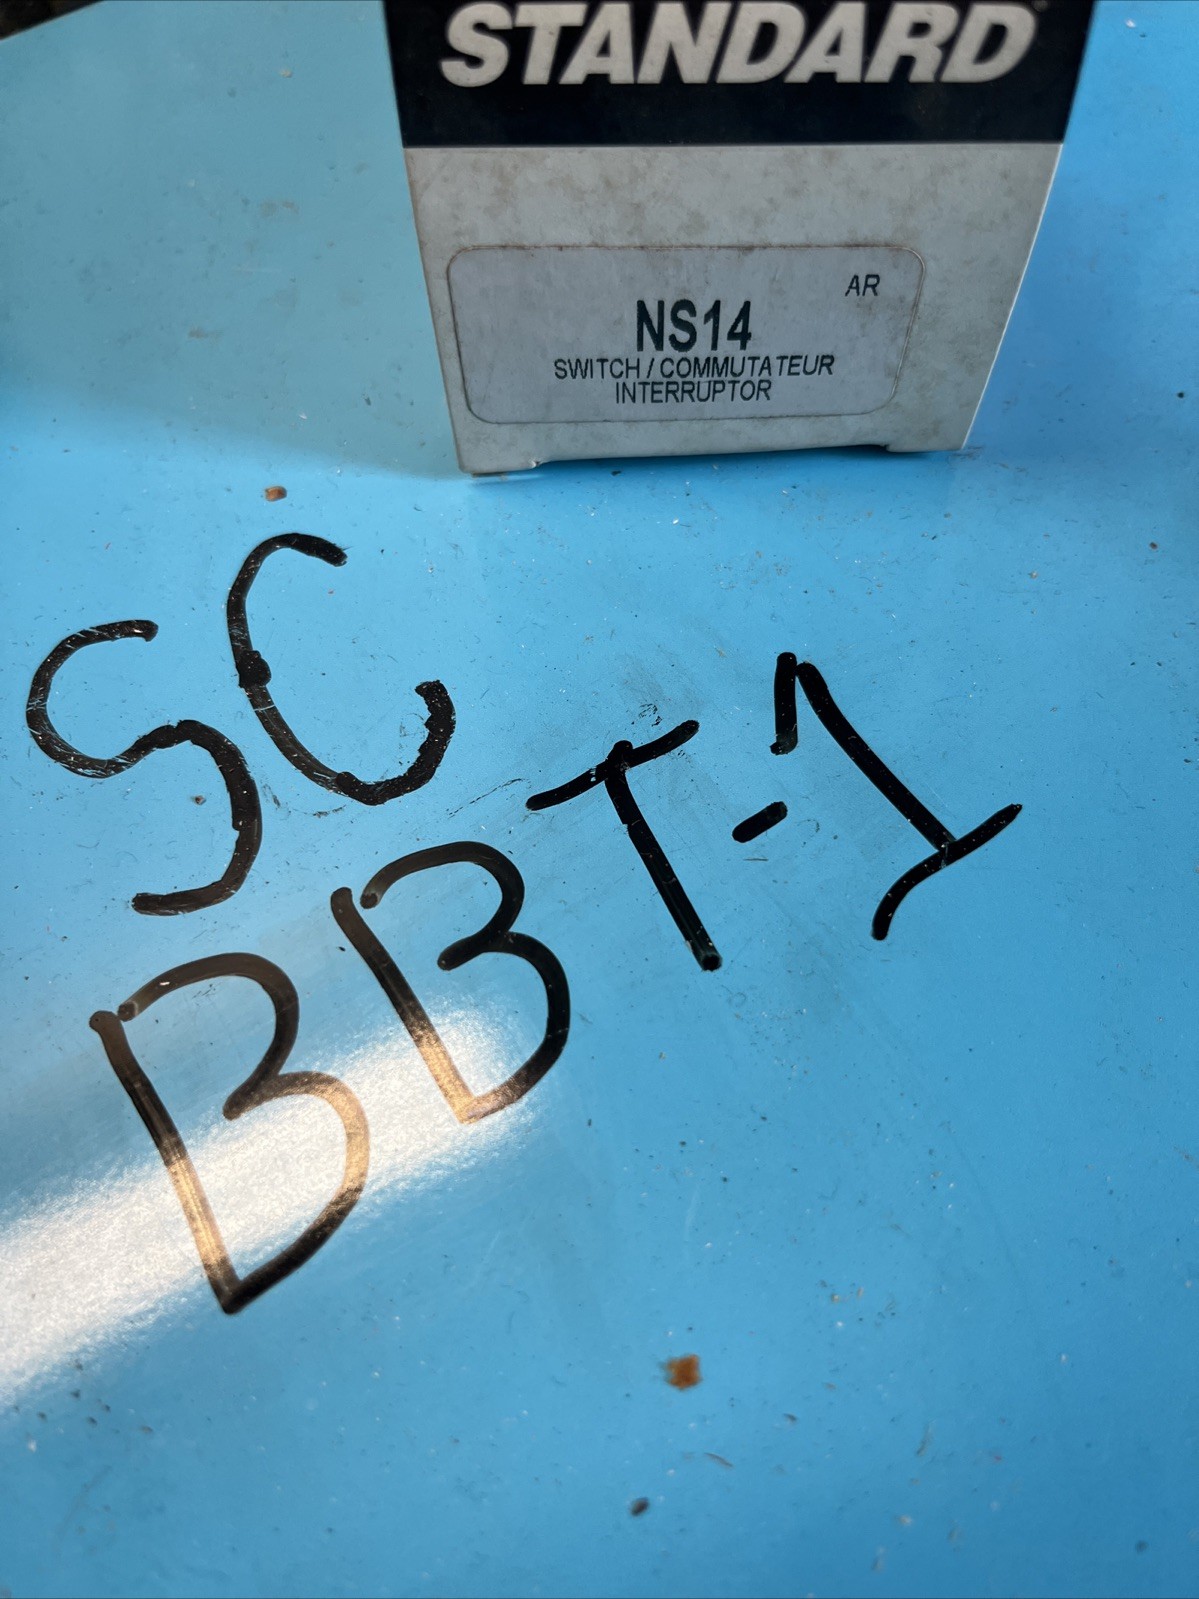 STANDARD
AR
NS14
SWITCH / COMMUTATEUR
INTERRUPTOR
SC
BBT-1